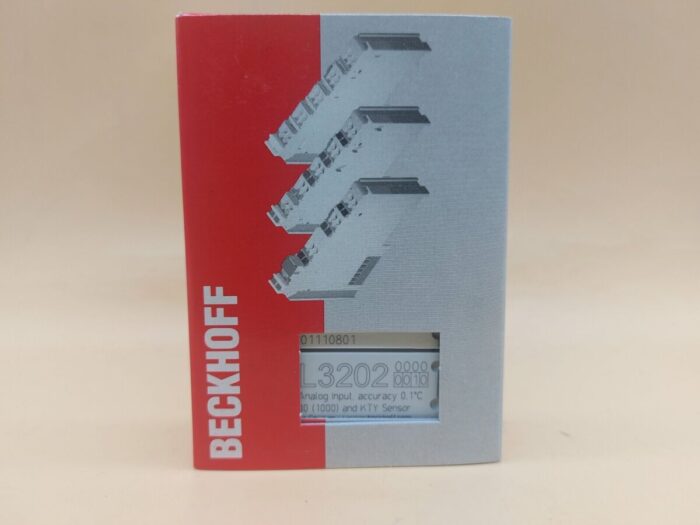 BECKHOFF
01110801
L3202
0000
0010
Analog input, accuracy 0.1°C
(1000) and KTY Sensor